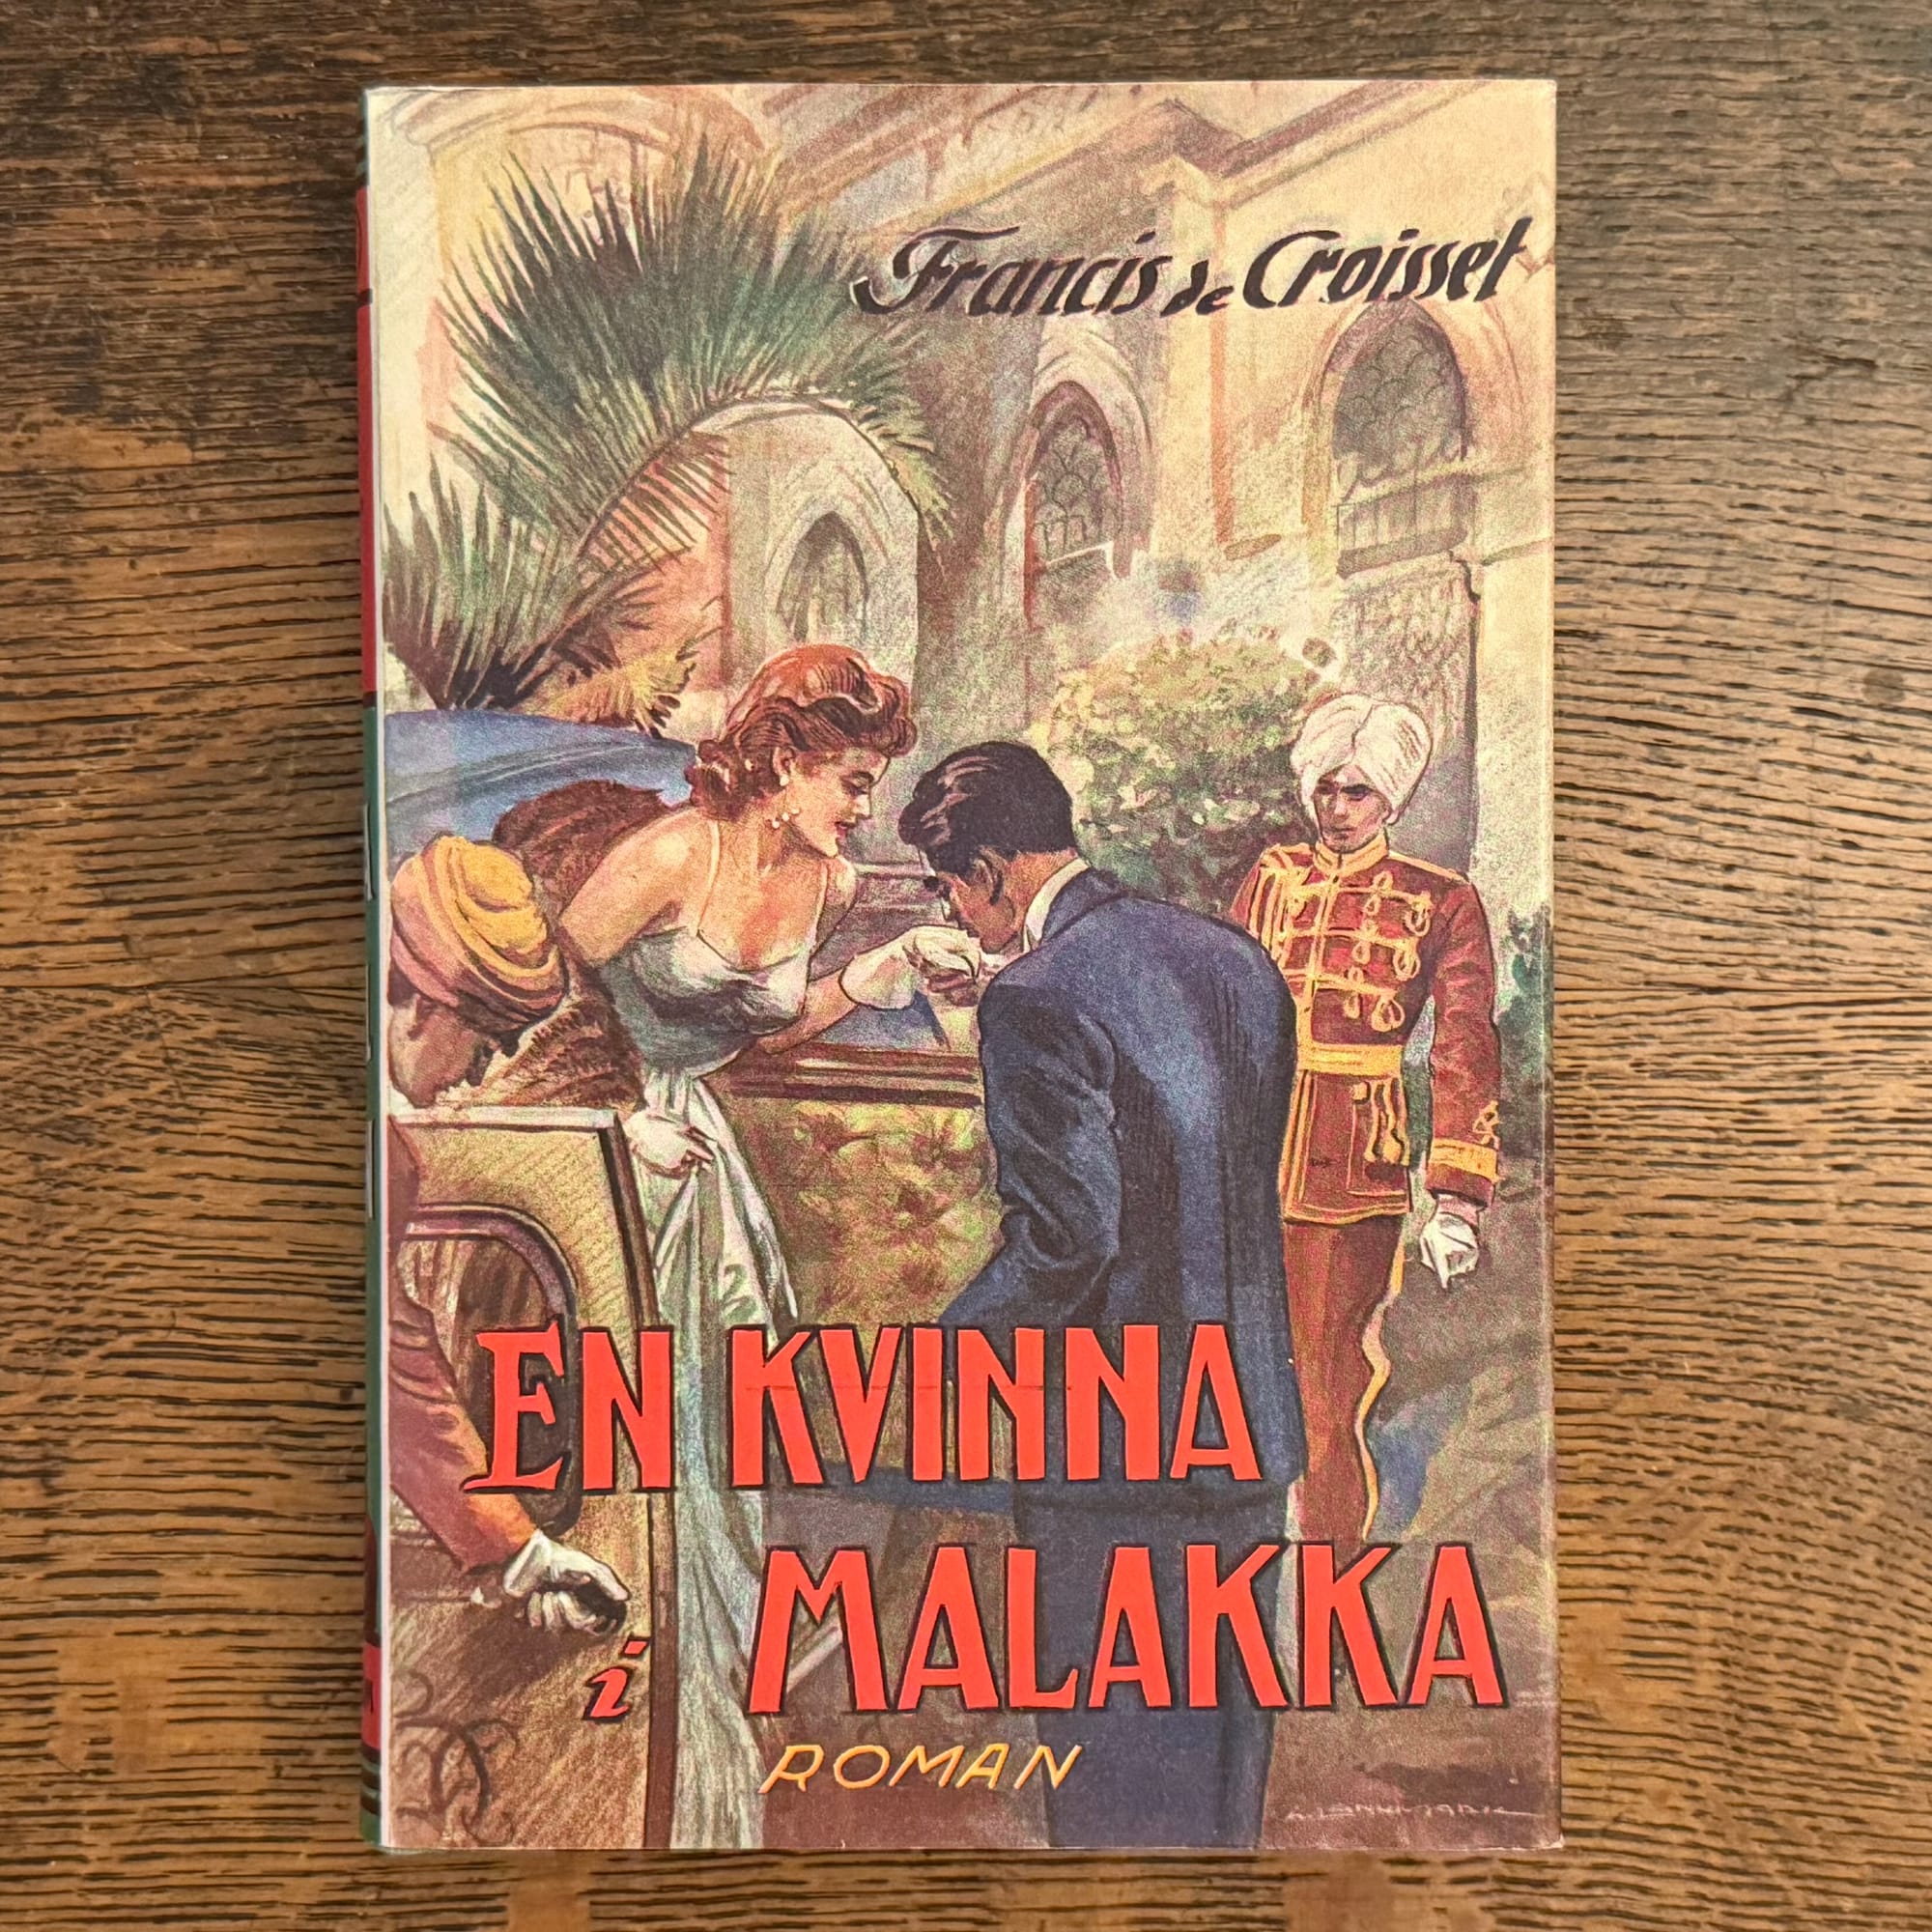 Francis de Croisset
EN KVINNA
i MALAKKA
ROMAN